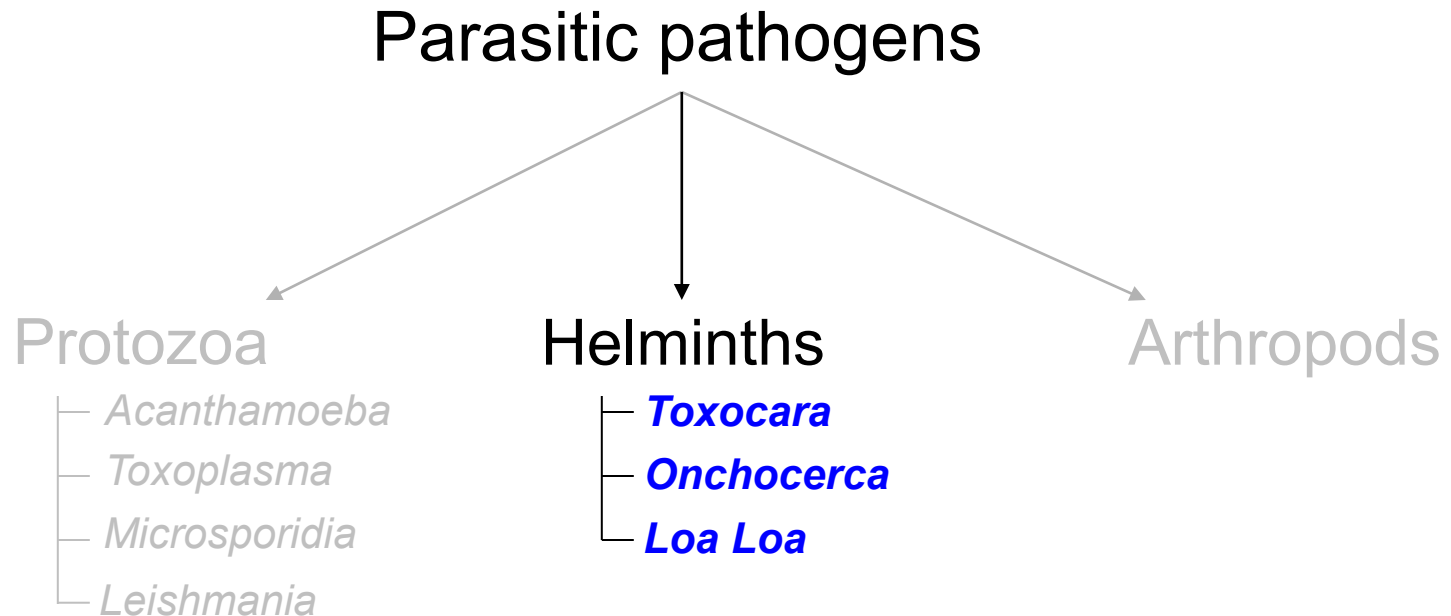 Parasitic pathogens
Protozoa
Acanthamoeba
Toxoplasma
Microsporidia
Leishmania
Helminths
Toxocara
Onchocerca
Loa Loa
Arthropods